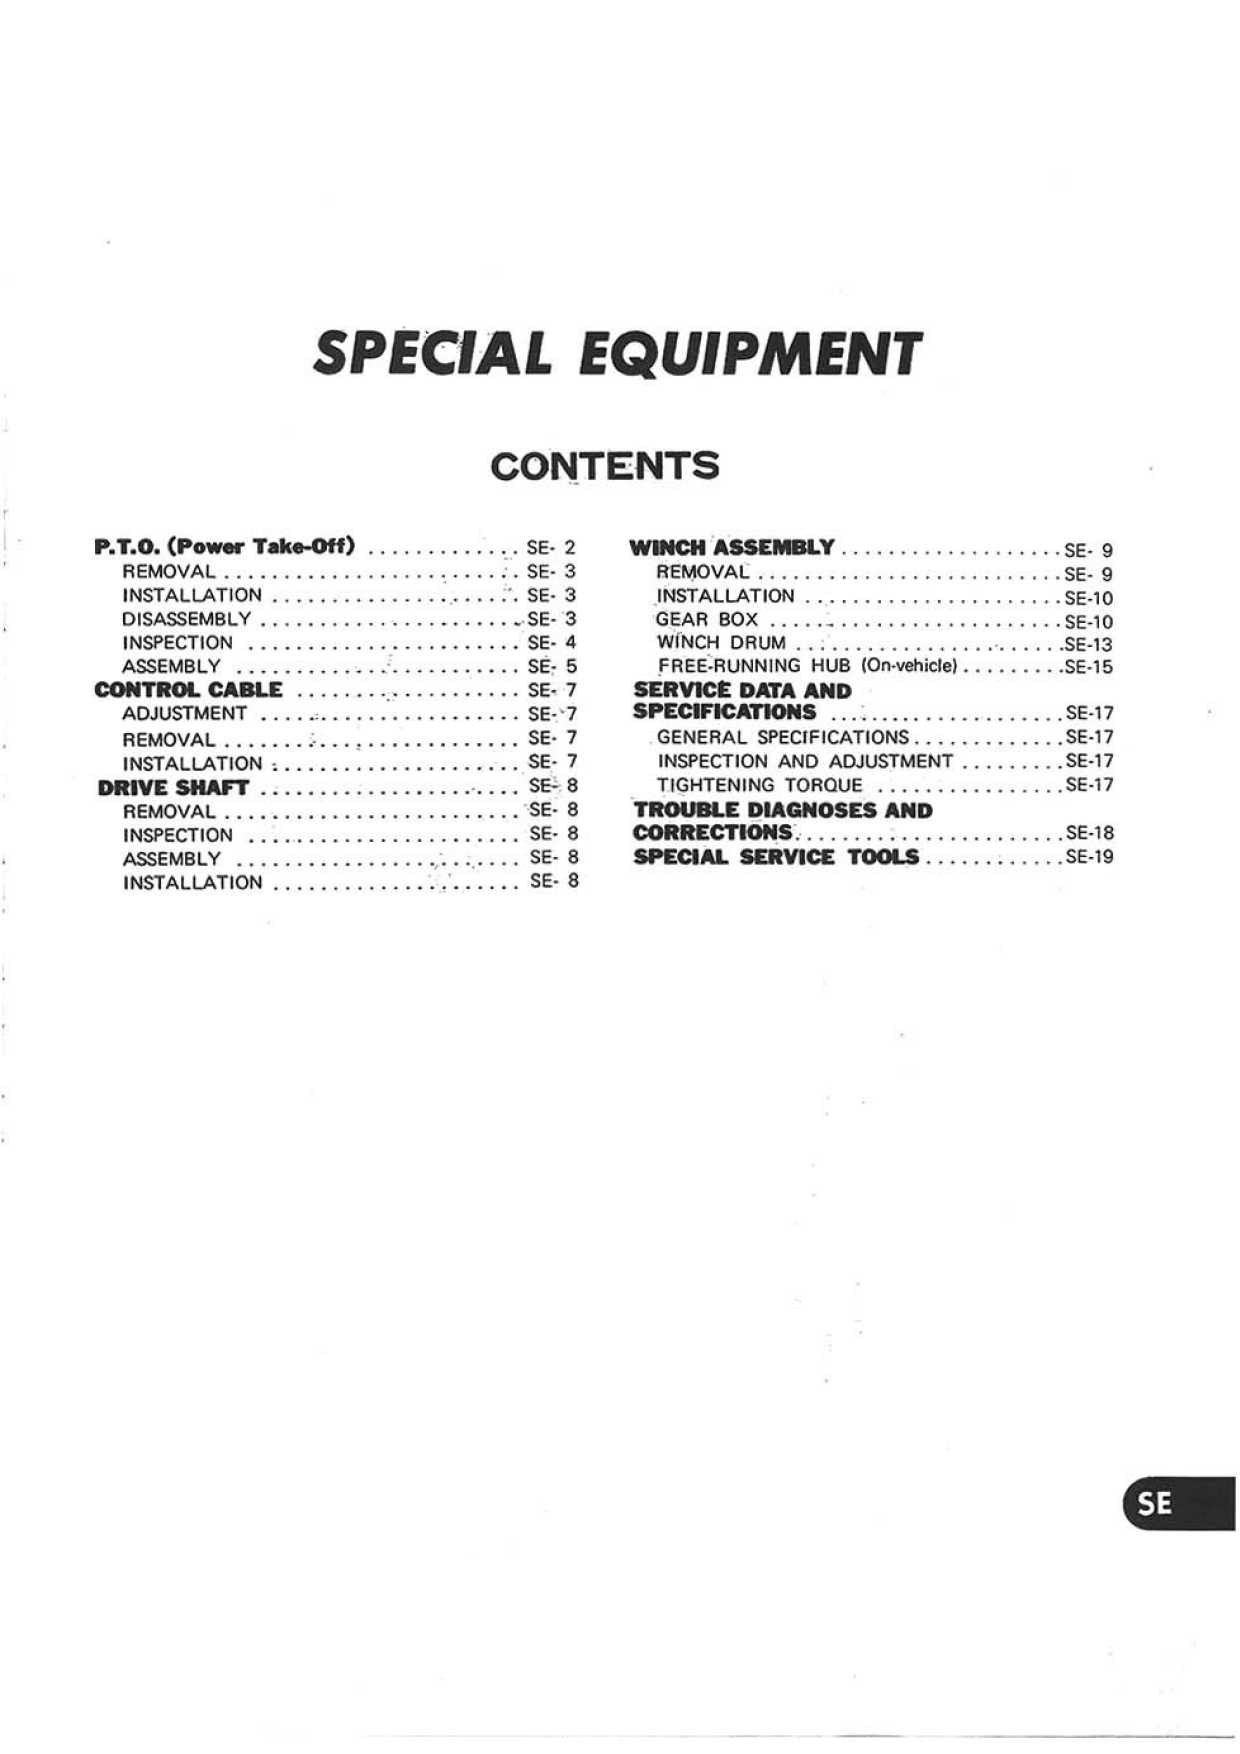 SPECIAL EQUIPMENT
CONTENTS
P.T.O. (Power Take-Off) ............. SE- 2
REMOVAL ......................... SE- 3
INSTALLATION ..................... SE- 3
DISASSEMBLY ...................... SE- 3
INSPECTION ....................... SE- 4
ASSEMBLY ........................ SE- 5
CONTROL CABLE ................... SE- 7
ADJUSTMENT ...................... SE- 7
REMOVAL ......................... SE- 7
INSTALLATION ..................... SE- 7
DRIVE SHAFT ...................... SE- 8
REMOVAL ......................... SE- 8
INSPECTION ....................... SE- 8
ASSEMBLY ........................ SE- 8
INSTALLATION ..................... SE- 8
WINCH ASSEMBLY ................... SE- 9
REMOVAL .......................... SE- 9
INSTALLATION ...................... SE-10
GEAR BOX ......................... SE-10
WINCH DRUM ....................... SE-13
FREE-RUNNING HUB (On-vehicle) ......... SE-15
SERVICE DATA AND
SPECIFICATIONS .................... SE-17
GENERAL SPECIFICATIONS ............. SE-17
INSPECTION AND ADJUSTMENT ......... SE-17
TIGHTENING TORQUE ................ SE-17
TROUBLE DIAGNOSES AND
CORRECTIONS ....................... SE-18
SPECIAL SERVICE TOOLS ............ SE-19
SE